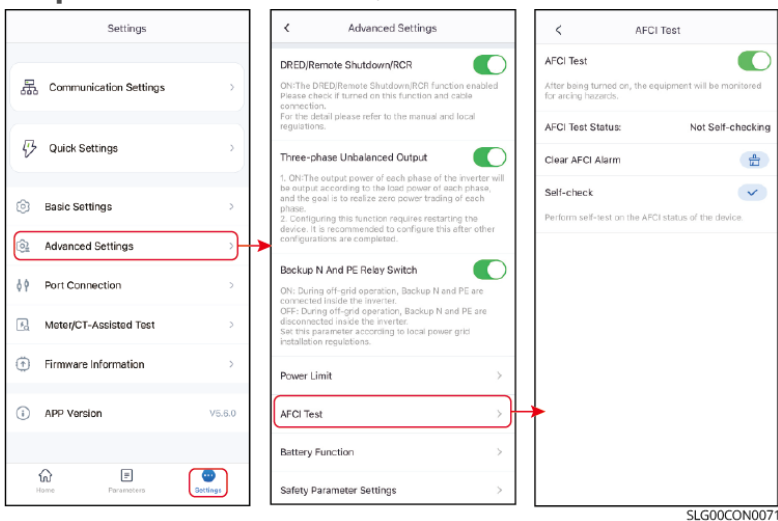 Settings
Communication Settings
Quick Settings
Basic Settings
Advanced Settings
Port Connection
Meter/CT-Assisted Test
Firmware Information
APP Version V5.6.0
Home Parameters Settings
Advanced Settings
DRED/Remote Shutdown/RCR
ON:The DRED/Remote Shutdown/RCR function enabled
Please check if turned on this function and cable
connection.
For the detail please refer to the manual and local
regulations.
Three-phase Unbalanced Output
1. ON:The output power of each phase of the inverter will
be output according to the load power of each phase,
and the goal is to realize zero power trading of each
phase.
2. Configuring this function requires restarting the
device. It is recommended to configure this after other
configurations are completed.
Backup N And PE Relay Switch
ON: During off-grid operation, Backup N and PE are
connected inside the inverter.
OFF: During off-grid operation, Backup N and PE are
disconnected inside the inverter.
Set this parameter according to local power grid
installation regulations.
Power Limit
AFCI Test
Battery Function
Safety Parameter Settings
AFCI Test
AFCI Test
After being turned on, the equipment will be monitored
for arcing hazards.
AFCI Test Status: Not Self-checking
Clear AFCI Alarm
Self-check
Perform self-test on the AFCI status of the device.
SLG00CON0071